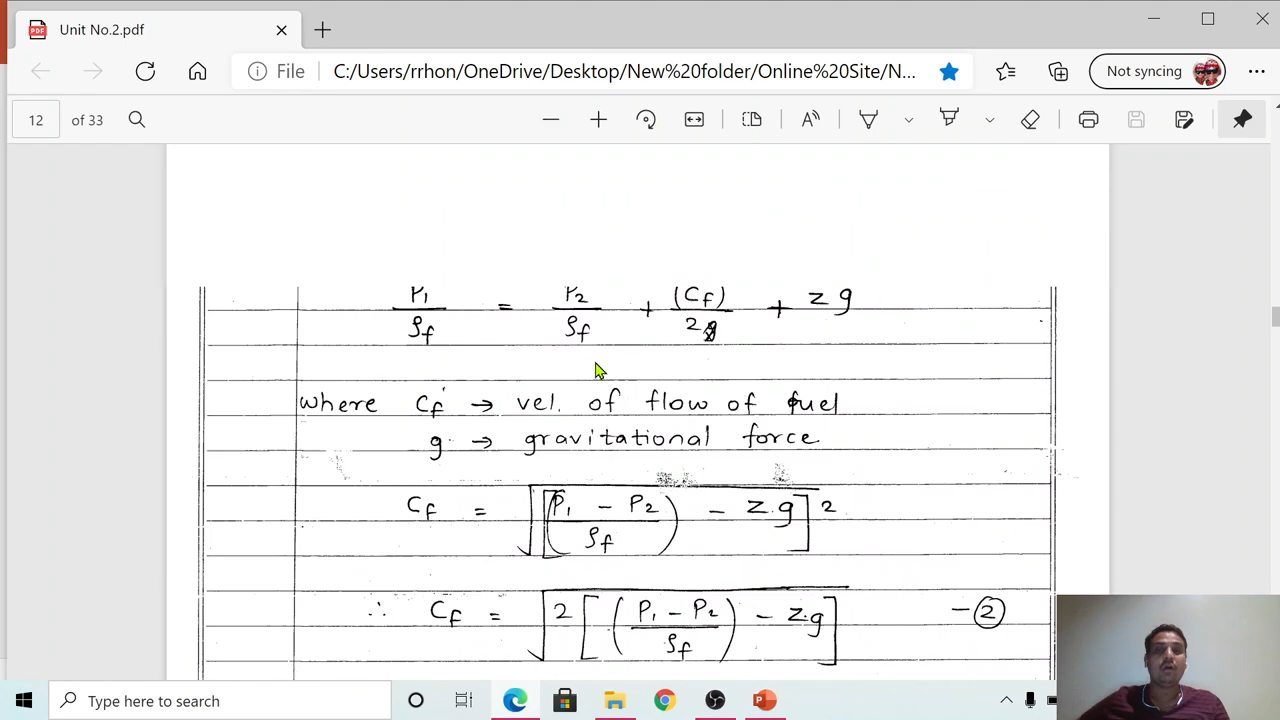 Unit No.2.pdf
File C:/Users/rrhon/OneDrive/Desktop/New%20folder/Online%20Site/N... Not syncing
12 of 33
P₁/ρf = P₂/ρf + (Cf)/2 + z g
where Cf → vel. of flow of fuel
g → gravitational force
Cf = √[((P₁ - P₂)/ρf) - z.g] 2
∴ Cf = √2[((P₁ - P₂)/ρf) - z.g] - ②
Type here to search